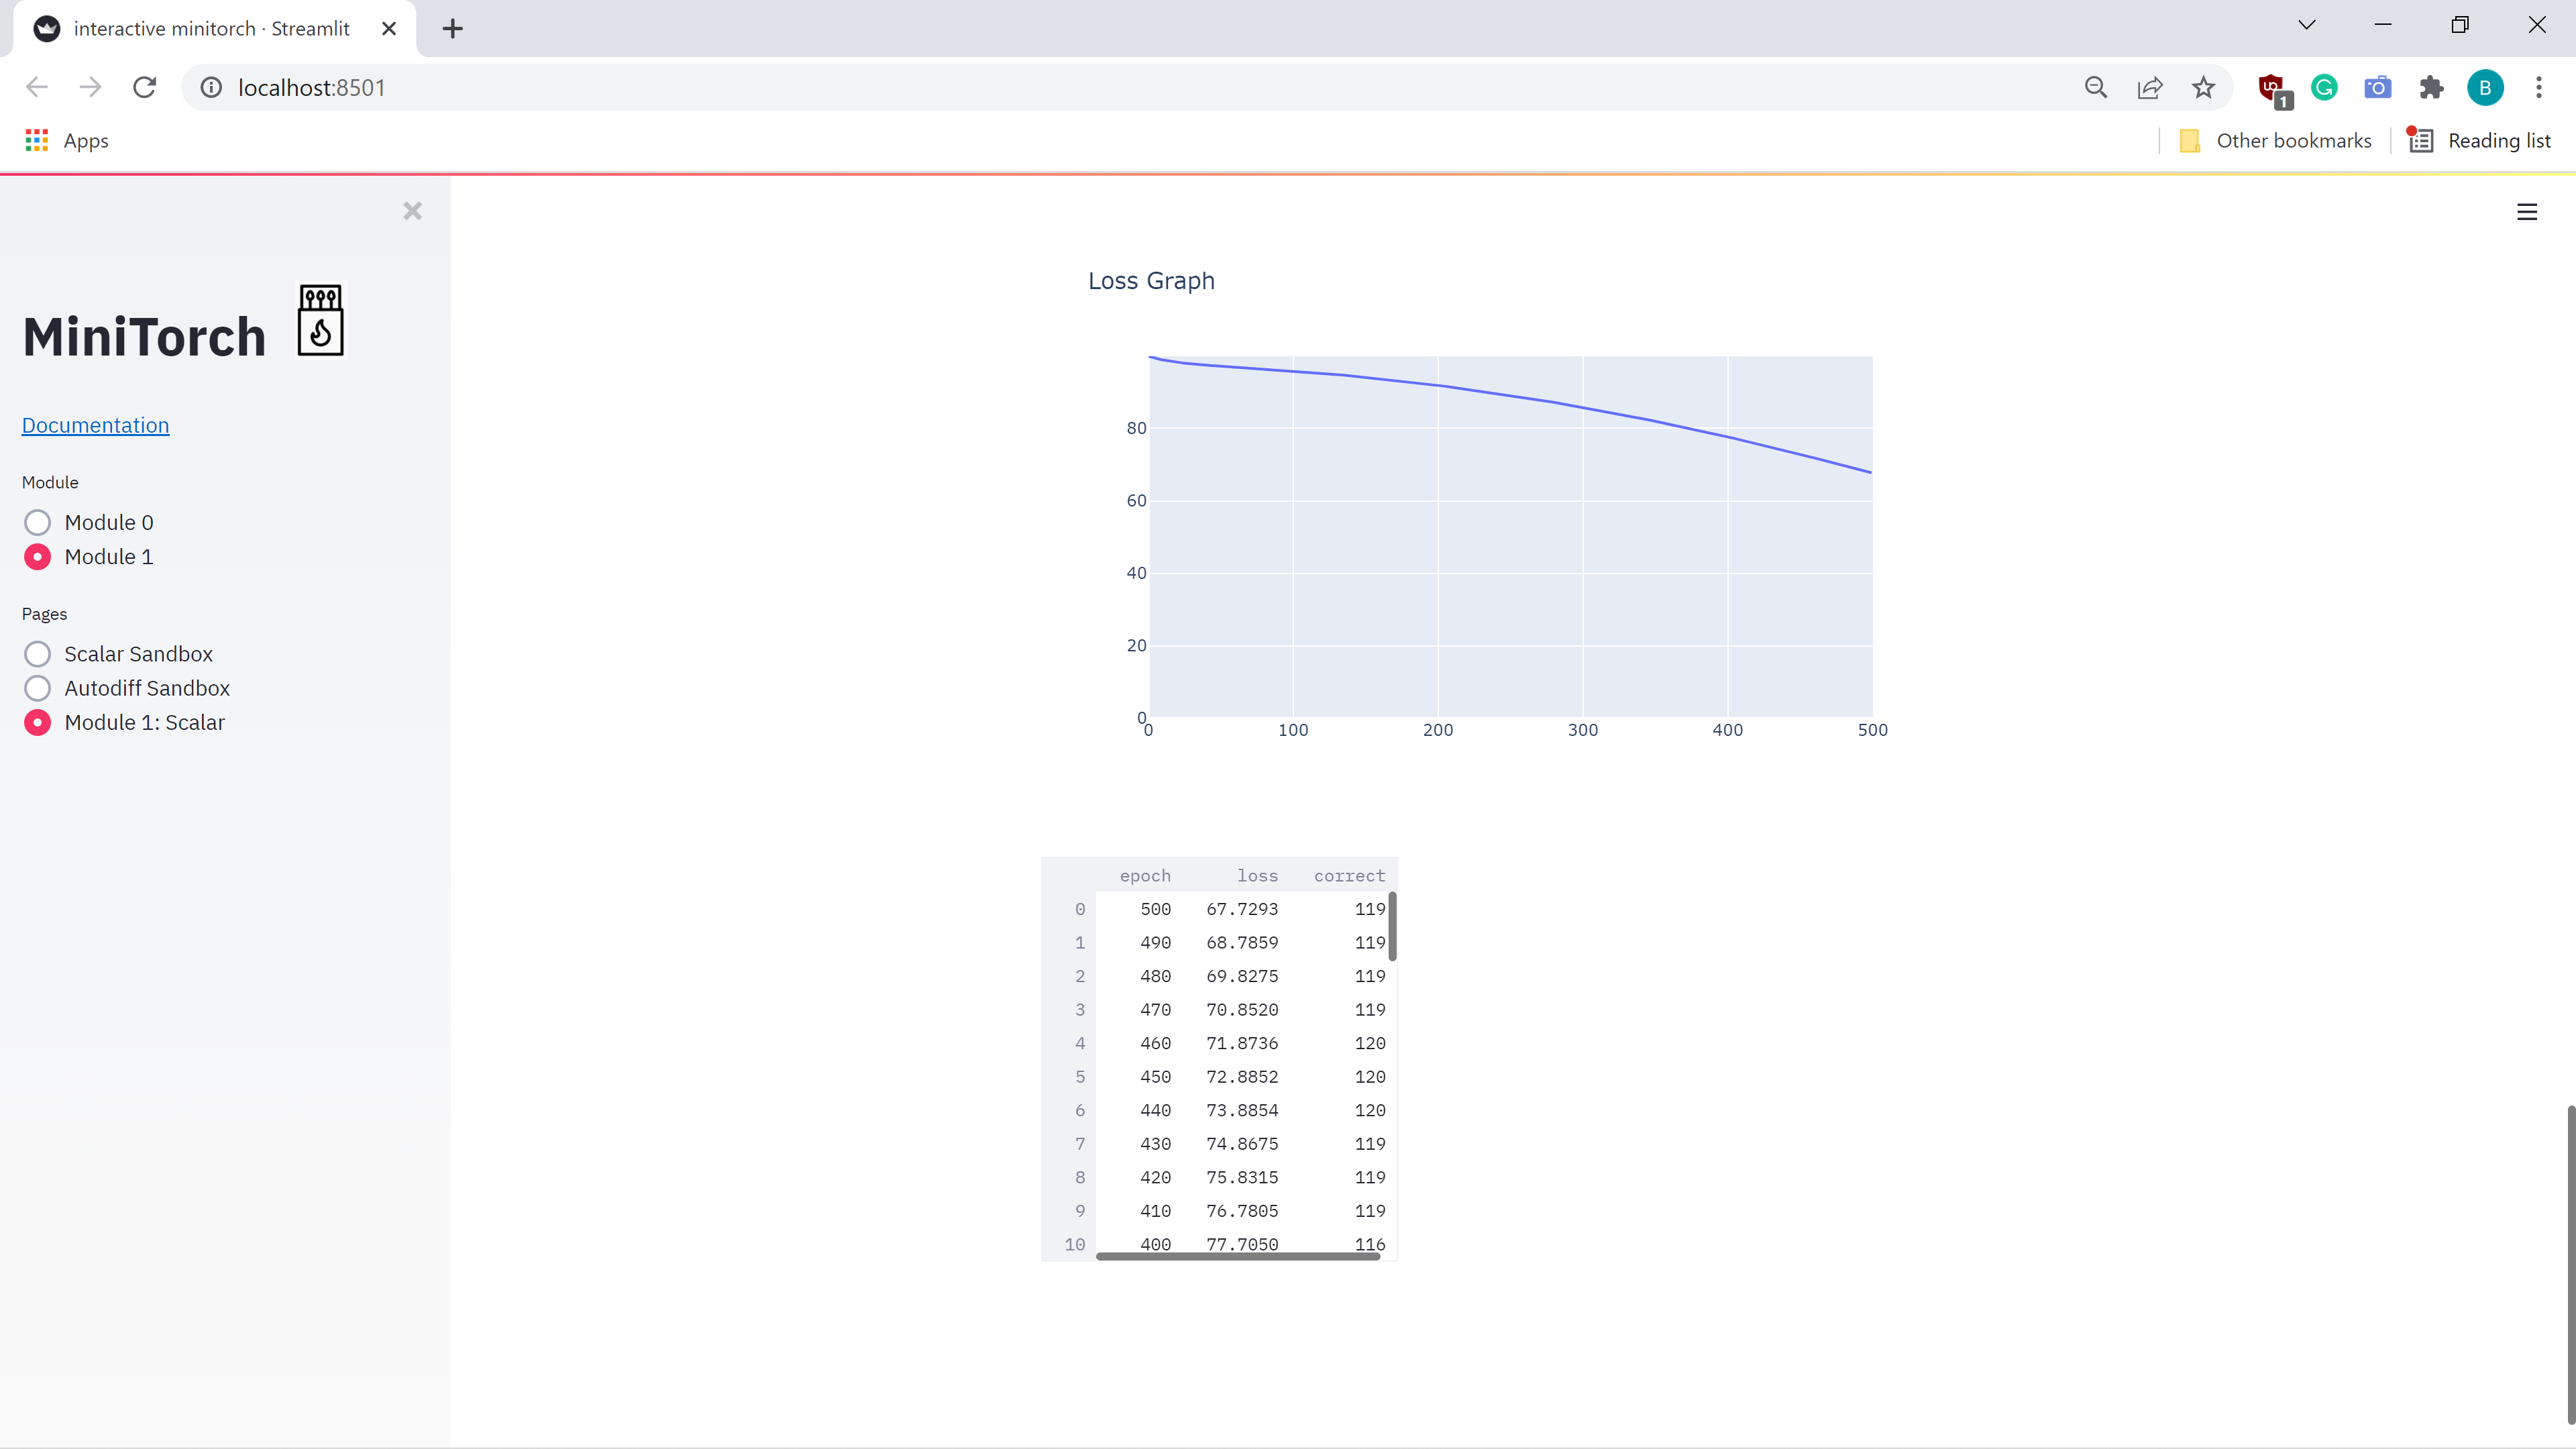 interactive minitorch · Streamlit
localhost:8501
1
B
Apps
Other bookmarks
Reading list
MiniTorch
Documentation
Module
Module 0
Module 1
Pages
Scalar Sandbox
Autodiff Sandbox
Module 1: Scalar
Loss Graph
80
60
40
20
0
0 100 200 300 400 500
epoch loss correct
0 500 67.7293 119
1 490 68.7859 119
2 480 69.8275 119
3 470 70.8520 119
4 460 71.8736 120
5 450 72.8852 120
6 440 73.8854 120
7 430 74.8675 119
8 420 75.8315 119
9 410 76.7805 119
10 400 77.7050 116